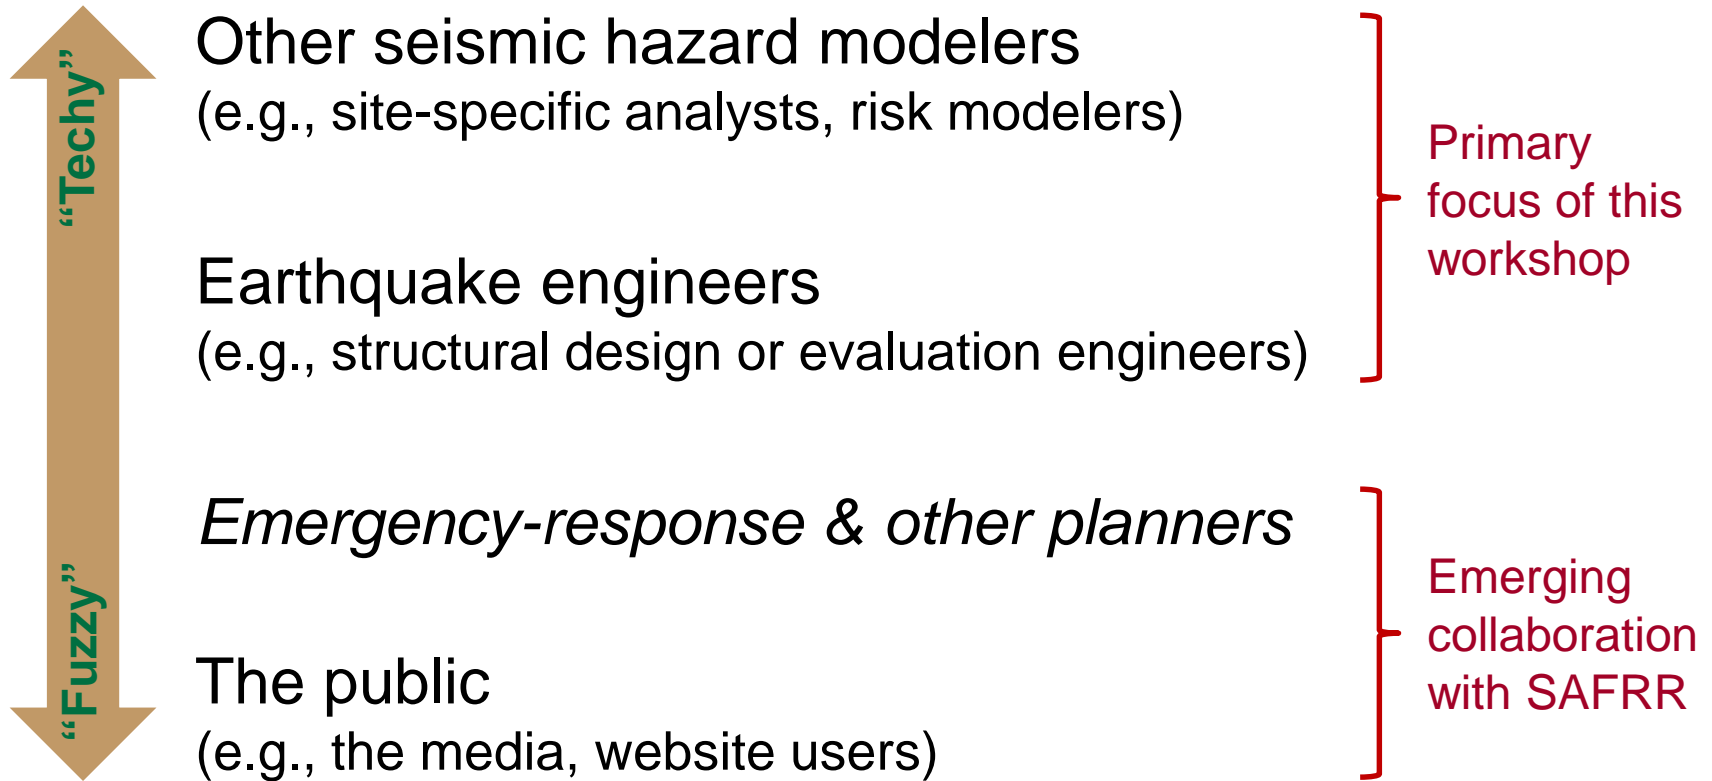 “Techy”
Other seismic hazard modelers
(e.g., site-specific analysts, risk modelers)
Primary
focus of this
workshop
Earthquake engineers
(e.g., structural design or evaluation engineers)
Emergency-response & other planners
“Fuzzy”
Emerging
collaboration
with SAFRR
The public
(e.g., the media, website users)